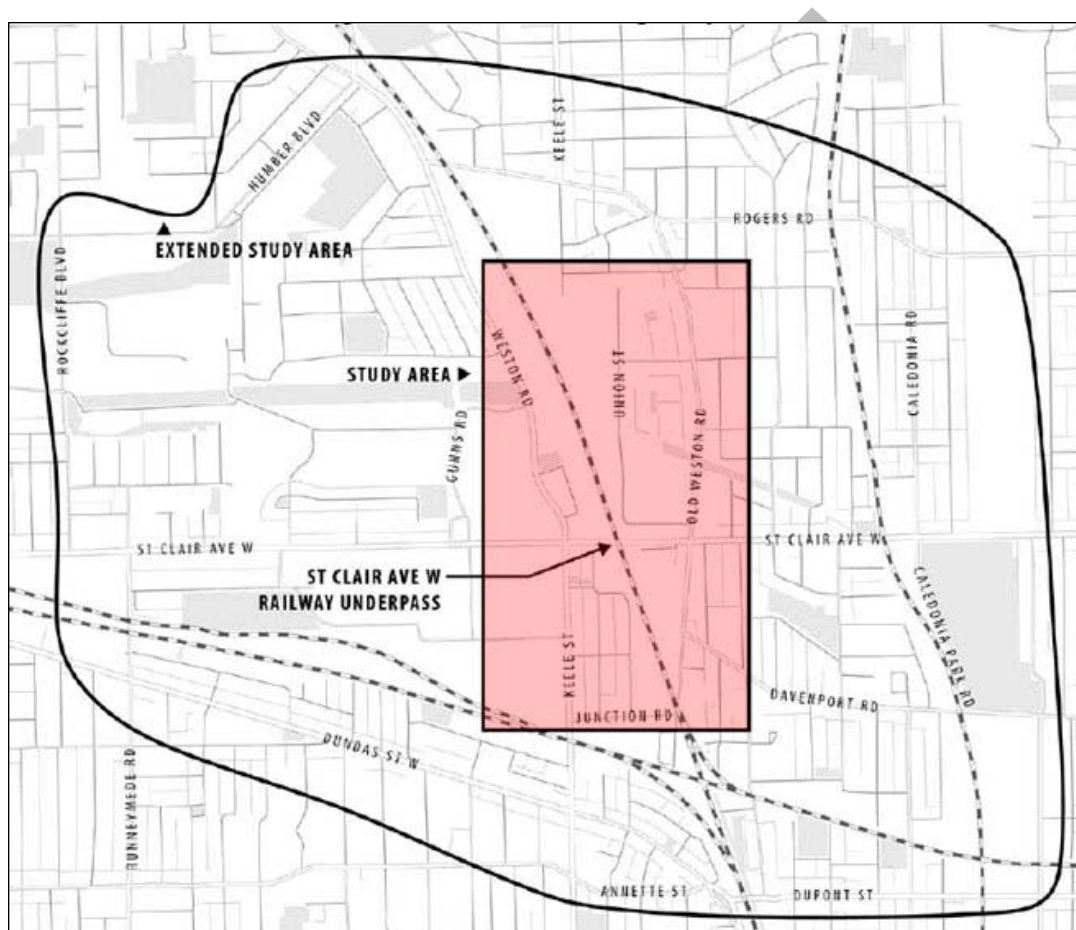 KEELE ST
HUMBER BLVD
ROGERS RD
EXTENDED STUDY AREA
ROCKCLIFFE BLVD
WESTON RD
UNION ST
CALEDONIA RD
STUDY AREA
GUNNS RD
OLD WESTON RD
ST CLAIR AVE W
ST CLAIR AVE W
ST CLAIR AVE W
RAILWAY UNDERPASS
CALEDONIA PARK RD
KEELE ST
DAVENPORT RD
JUNCTION RD
DUNDAS ST W
RUNNEYMEDE RD
ANNETTE ST
DUPONT ST